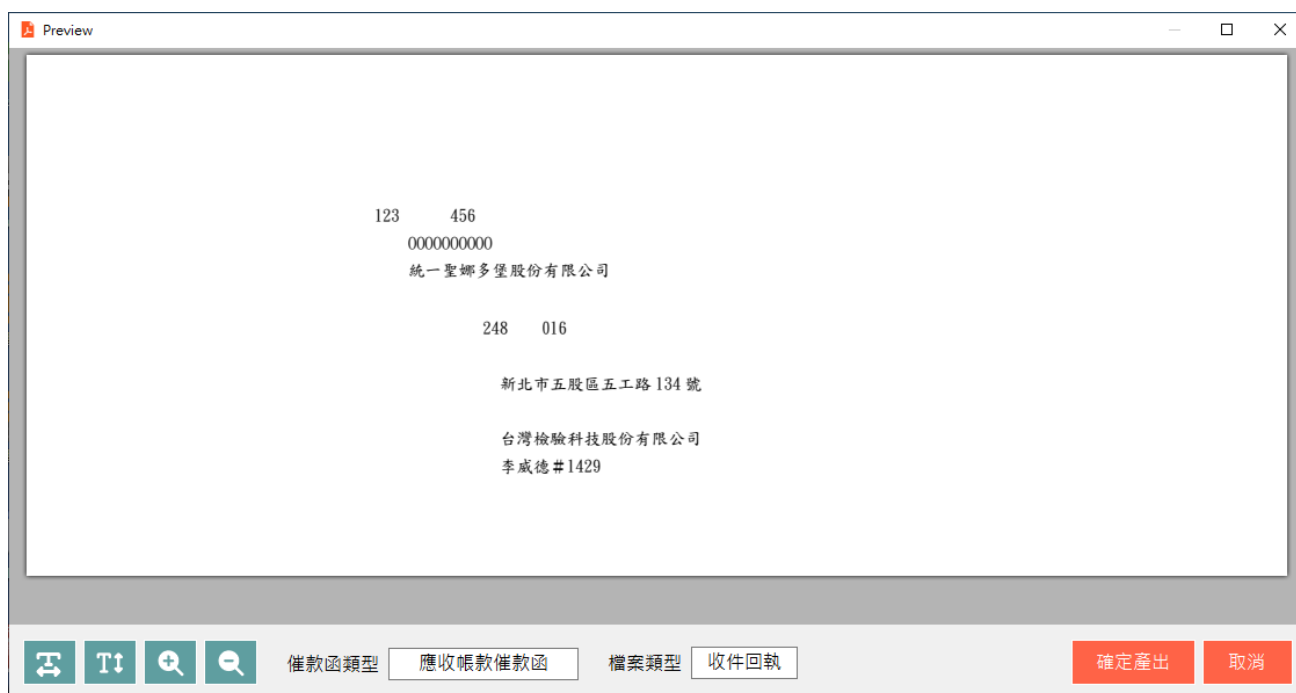 Preview
123 456
0000000000
統一聖娜多堡股份有限公司
248 016
新北市五股區五工路 134 號
台灣檢驗科技股份有限公司
李威德#1429
催款函類型 應收帳款催款函 檔案類型 收件回執 確定產出 取消